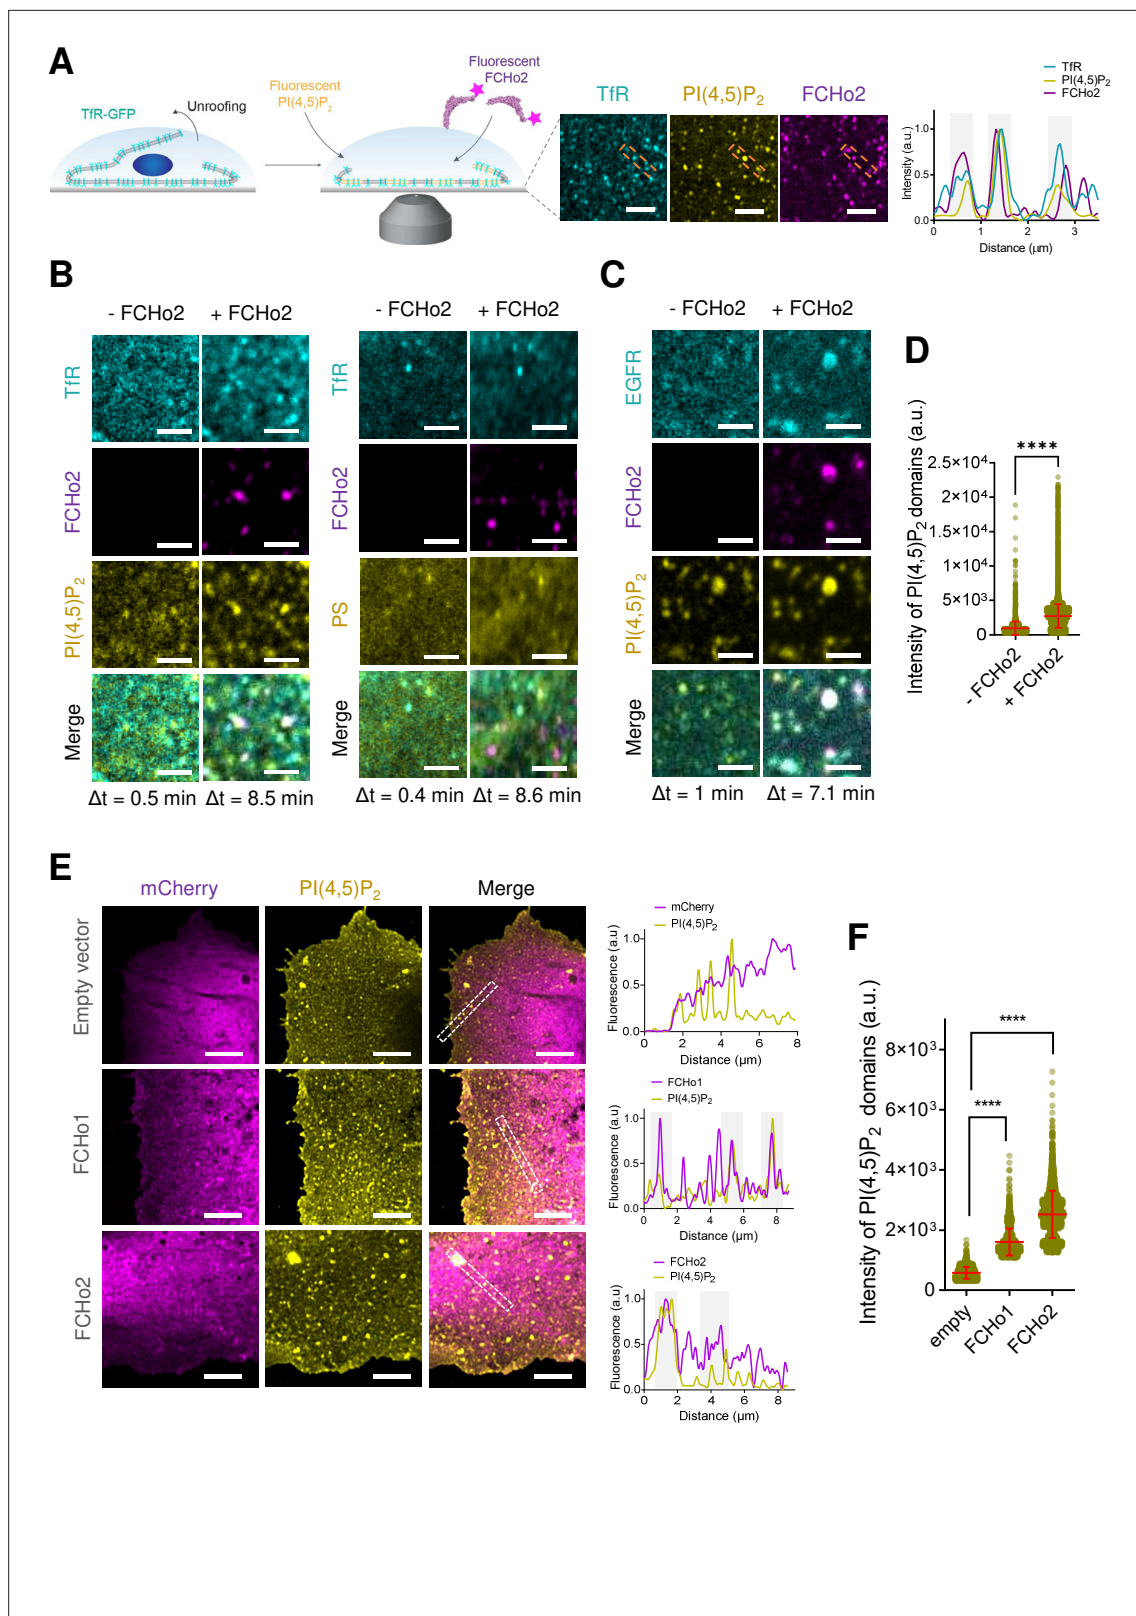 A
TfR-GFP
Unroofing
Fluorescent
PI(4,5)P2
Fluorescent
FCHo2
TfR
PI(4,5)P2
FCHo2
TfR
PI(4,5)P2
FCHo2
Intensity (a.u.)
1.0
0.5
0.0
0 1 2 3
Distance (μm)
B
- FCHo2 + FCHo2
TfR
FCHo2
PI(4,5)P2
Merge
Δt = 0.5 min Δt = 8.5 min
- FCHo2 + FCHo2
TfR
FCHo2
PS
Merge
Δt = 0.4 min Δt = 8.6 min
C
- FCHo2 + FCHo2
EGFR
FCHo2
PI(4,5)P2
Merge
Δt = 1 min Δt = 7.1 min
D
Intensity of PI(4,5)P2 domains (a.u.)
****
2.5×10^4
2×10^4
1.5×10^4
1×10^4
5×10^3
0
- FCHo2
+ FCHo2
E
mCherry PI(4,5)P2 Merge
Empty vector
FCHo1
FCHo2
mCherry
PI(4,5)P2
Fluorescence (a.u)
1.0
0.5
0.0
0 2 4 6 8
Distance (μm)
FCHo1
PI(4,5)P2
Fluorescence (a.u)
1.0
0.5
0.0
0 2 4 6 8
Distance (μm)
FCHo2
PI(4,5)P2
Fluorescence (a.u)
1.0
0.5
0.0
0 2 4 6 8
Distance (μm)
F
Intensity of PI(4,5)P2 domains (a.u.)
****
****
8×10^3
6×10^3
4×10^3
2×10^3
0
empty
FCHo1
FCHo2